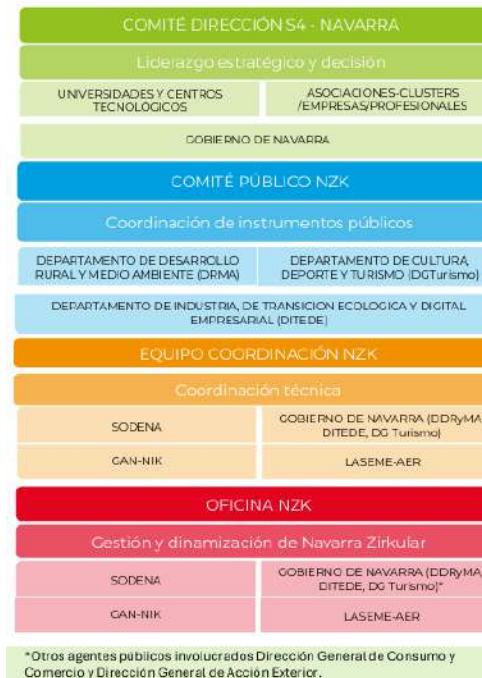 COMITÉ DIRECCIÓN S4 - NAVARRA
Liderazgo estratégico y decisión
UNIVERSIDADES Y CENTROS
TECNOLÓGICOS
ASOCIACIONES-CLUSTERS
/EMPRESAS/PROFESIONALES
GOBIERNO DE NAVARRA
COMITÉ PÚBLICO NZK
Coordinación de instrumentos públicos
DEPARTAMENTO DE DESARROLLO
RURAL Y MEDIO AMBIENTE (DRMA)
DEPARTAMENTO DE CULTURA,
DEPORTE Y TURISMO (DGTurismo)
DEPARTAMENTO DE INDUSTRIA, DE TRANSICION ECOLOGICA Y DIGITAL
EMPRESARIAL (DITEDE)
EQUIPO COORDINACIÓN NZK
Coordinación técnica
SODENA
GOBIERNO DE NAVARRA (DDRyMA,
DITEDE, DG Turismo)
GAN-NIK
LASEME-AER
OFICINA NZK
Gestión y dinamización de Navarra Zirkular
SODENA
GOBIERNO DE NAVARRA (DDRyMA,
DITEDE, DG Turismo)*
GAN-NIK
LASEME-AER
*Otros agentes públicos involucrados Dirección General de Consumo y
Comercio y Dirección General de Acción Exterior.